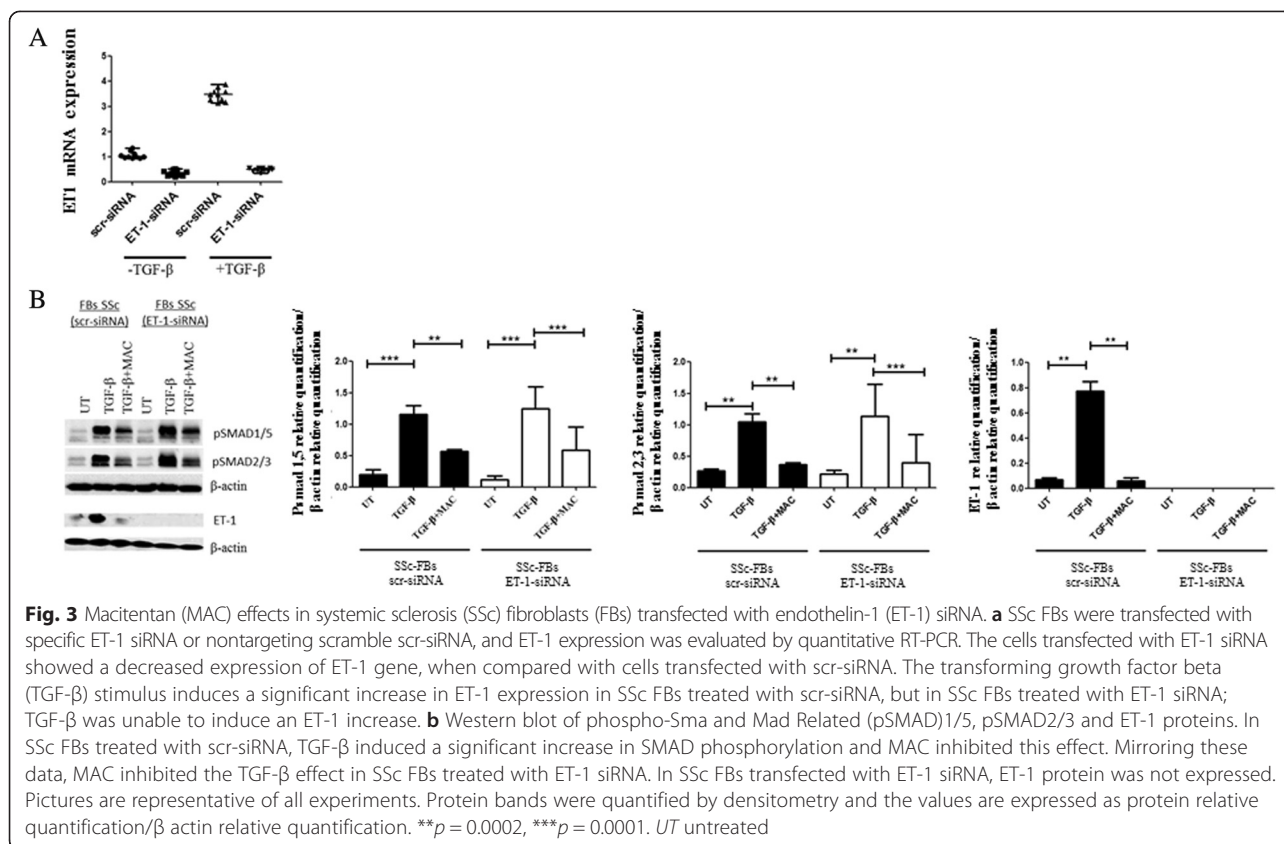 A
ET1 mRNA expression
5
4
3
2
1
0
scr-siRNA
ET-1-siRNA
scr-siRNA
ET-1-siRNA
-TGF-β
+TGF-β
B
FBs SSc
(scr-siRNA)
FBs SSc
(ET-1-siRNA)
UT
TGF-β
TGF-β+MAC
UT
TGF-β
TGF-β+MAC
pSMAD1/5
pSMAD2/3
β-actin
ET-1
β-actin
Psmad 1,5 relative quantification/
β actin relative quantification
2.0
1.5
1.0
0.5
0.0
***
**
***
***
UT
TGF-β
TGF-β+MAC
UT
TGF-β
TGF-β+MAC
SSc-FBs
scr-siRNA
SSc-FBs
ET-1-siRNA
Psmad 2,3 relative quantification/
β actin relative quantification
2.0
1.5
1.0
0.5
0.0
**
**
**
***
UT
TGF-β
TGF-β+MAC
UT
TGF-β
TGF-β+MAC
SSc-FBs
scr-siRNA
SSc-FBs
ET-1-siRNA
ET-1 relative quantification/
β actin relative quantification
1.0
0.8
0.6
0.4
0.2
0.0
**
**
UT
TGF-β
TGF-β+MAC
UT
TGF-β
TGF-β+MAC
SSc-FBs
scr-siRNA
SSc-FBs
ET-1-siRNA
Fig. 3 Macitentan (MAC) effects in systemic sclerosis (SSc) fibroblasts (FBs) transfected with endothelin-1 (ET-1) siRNA. a SSc FBs were transfected with
specific ET-1 siRNA or nontargeting scramble scr-siRNA, and ET-1 expression was evaluated by quantitative RT-PCR. The cells transfected with ET-1 siRNA
showed a decreased expression of ET-1 gene, when compared with cells transfected with scr-siRNA. The transforming growth factor beta
(TGF-β) stimulus induces a significant increase in ET-1 expression in SSc FBs treated with scr-siRNA, but in SSc FBs treated with ET-1 siRNA;
TGF-β was unable to induce an ET-1 increase. b Western blot of phospho-Sma and Mad Related (pSMAD)1/5, pSMAD2/3 and ET-1 proteins. In
SSc FBs treated with scr-siRNA, TGF-β induced a significant increase in SMAD phosphorylation and MAC inhibited this effect. Mirroring these
data, MAC inhibited the TGF-β effect in SSc FBs treated with ET-1 siRNA. In SSc FBs transfected with ET-1 siRNA, ET-1 protein was not expressed.
Pictures are representative of all experiments. Protein bands were quantified by densitometry and the values are expressed as protein relative
quantification/β actin relative quantification. **p = 0.0002, ***p = 0.0001. UT untreated